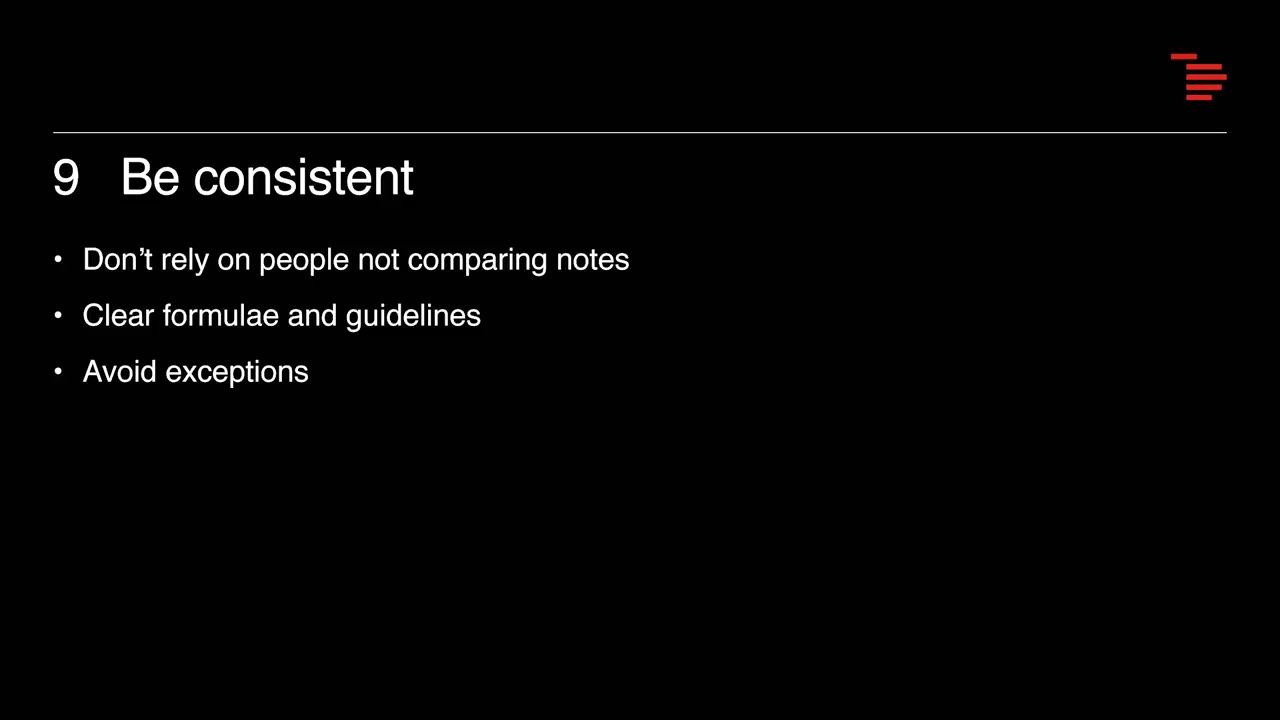 9 Be consistent
• Don’t rely on people not comparing notes
• Clear formulae and guidelines
• Avoid exceptions